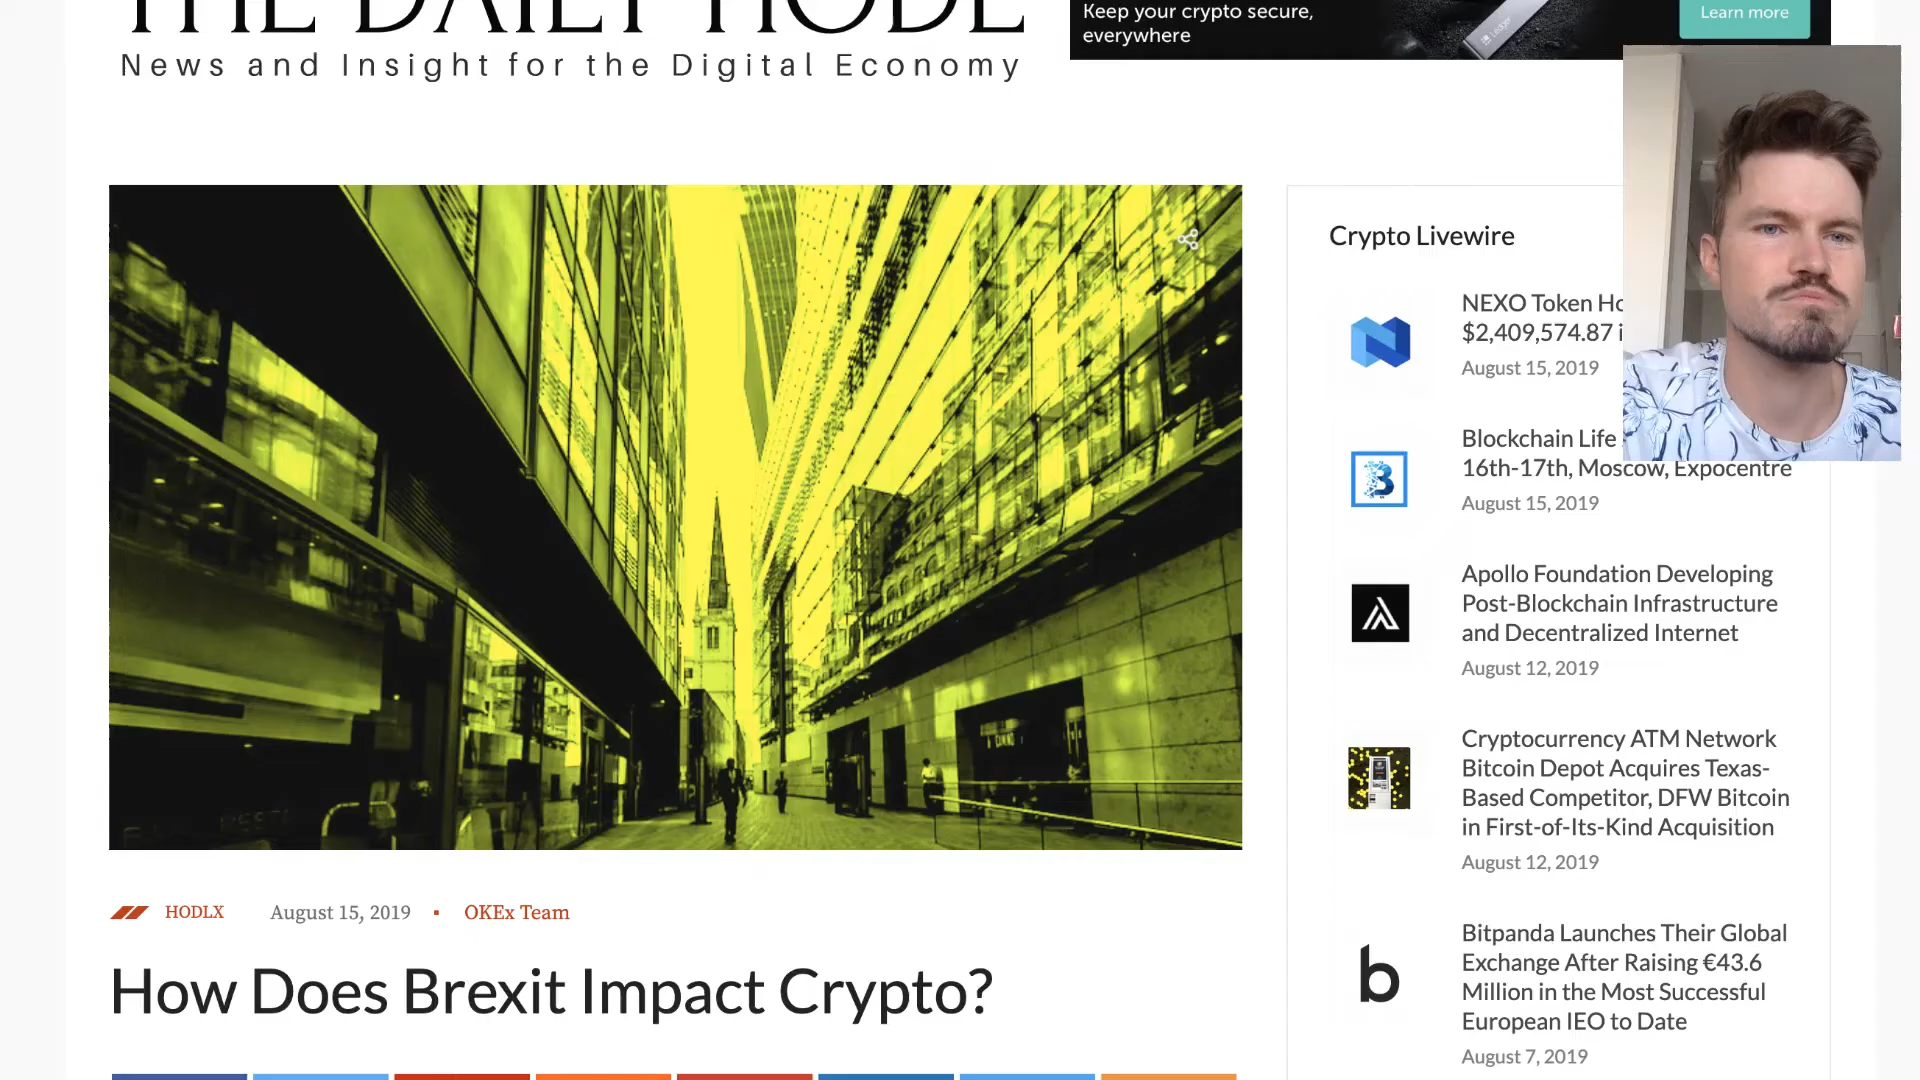 THE DAILY HODL
News and Insight for the Digital Economy
Keep your crypto secure,
everywhere
Ledger
Learn more
Crypto Livewire
NEXO Token Ho
$2,409,574.87 i
August 15, 2019
Blockchain Life
16th-17th, Moscow, Expocentre
August 15, 2019
Apollo Foundation Developing
Post-Blockchain Infrastructure
and Decentralized Internet
August 12, 2019
Cryptocurrency ATM Network
Bitcoin Depot Acquires Texas-
Based Competitor, DFW Bitcoin
in First-of-Its-Kind Acquisition
August 12, 2019
b
Bitpanda Launches Their Global
Exchange After Raising €43.6
Million in the Most Successful
European IEO to Date
August 7, 2019
HODLX August 15, 2019 ▪ OKEx Team
How Does Brexit Impact Crypto?